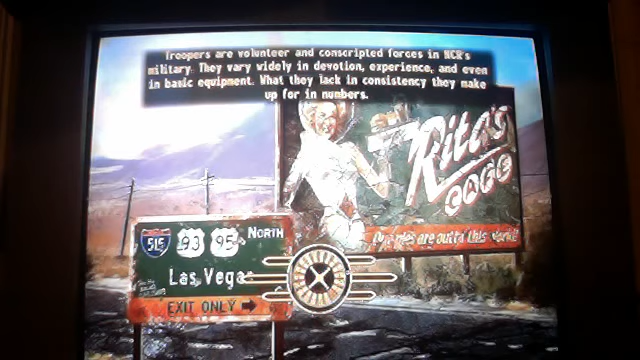 Troopers are volunteer and conscripted forces in NCR's
military. They vary widely in devotion, experience, and even
in basic equipment. What they lack in consistency they make
up for in numbers.
Rita's
CAFE
are outta this world!
515
93
95
NORTH
Las Vegas
EXIT ONLY